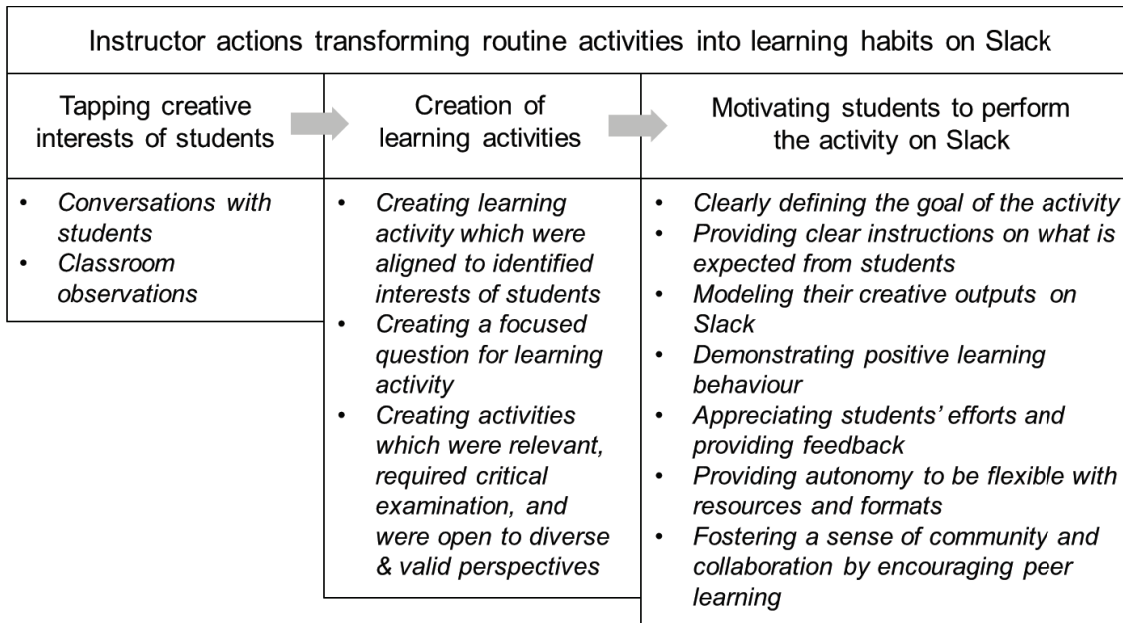 Instructor actions transforming routine activities into learning habits on Slack
Tapping creative
interests of students
Creation of
learning activities
Motivating students to perform
the activity on Slack
• Conversations with
students
• Classroom
observations
• Creating learning
activity which were
aligned to identified
interests of students
• Creating a focused
question for learning
activity
• Creating activities
which were relevant,
required critical
examination, and
were open to diverse
& valid perspectives
• Clearly defining the goal of the activity
• Providing clear instructions on what is
expected from students
• Modeling their creative outputs on
Slack
• Demonstrating positive learning
behaviour
• Appreciating students’ efforts and
providing feedback
• Providing autonomy to be flexible with
resources and formats
• Fostering a sense of community and
collaboration by encouraging peer
learning